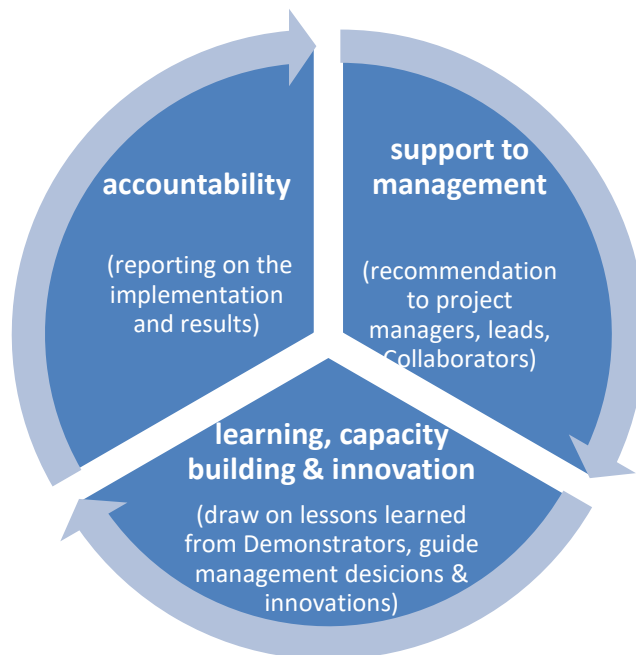 accountability
(reporting on the
implementation
and results)
support to
management
(recommendation
to project
managers, leads,
Collaborators)
learning, capacity
building & innovation
(draw on lessons learned
from Demonstrators, guide
management desicions &
innovations)